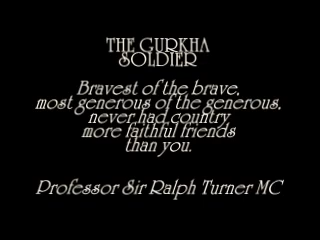 THE GURKHA
SOLDIER
Bravest of the brave,
most generous of the generous,
never had country
more faithful friends
than you.
Professor Sir Ralph Turner MC